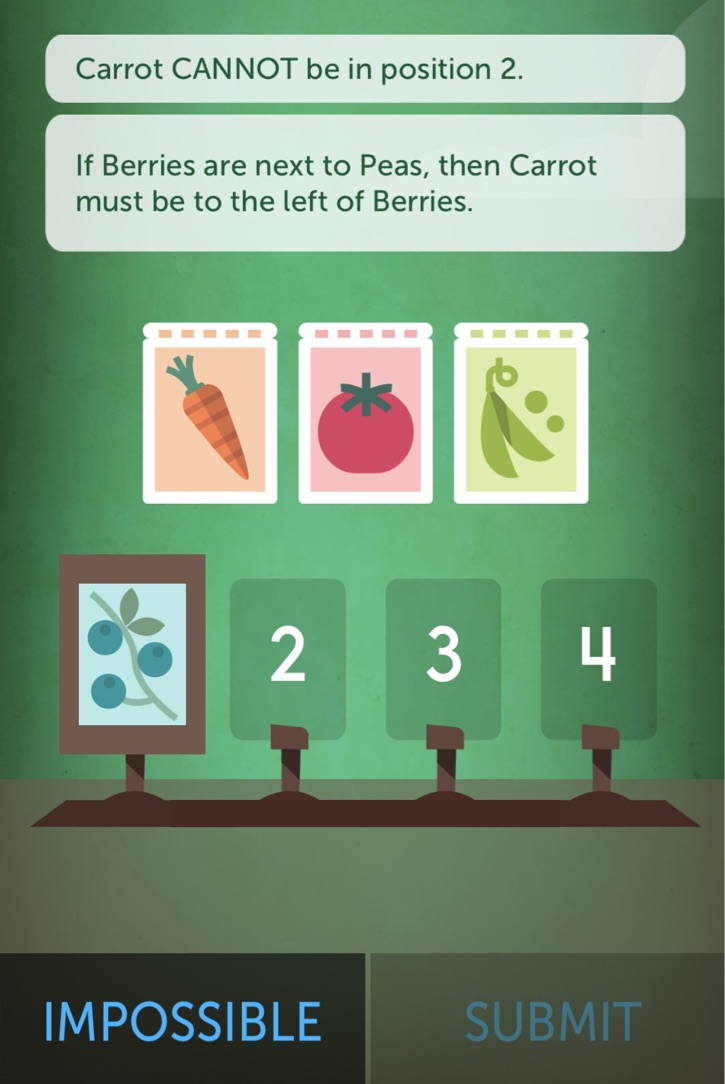 Carrot CANNOT be in position 2.
If Berries are next to Peas, then Carrot
must be to the left of Berries.
2 3 4
IMPOSSIBLE SUBMIT